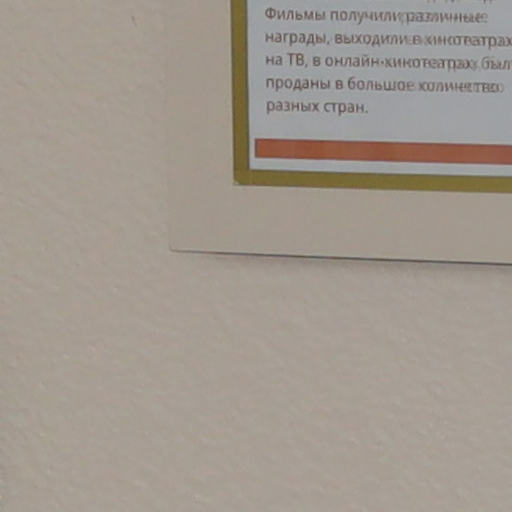 Фильмы получили различные
награды, выходили в кинотеатрах
на ТВ, в онлайн-кинотеатрах, был
проданы в большое количество
разных стран.